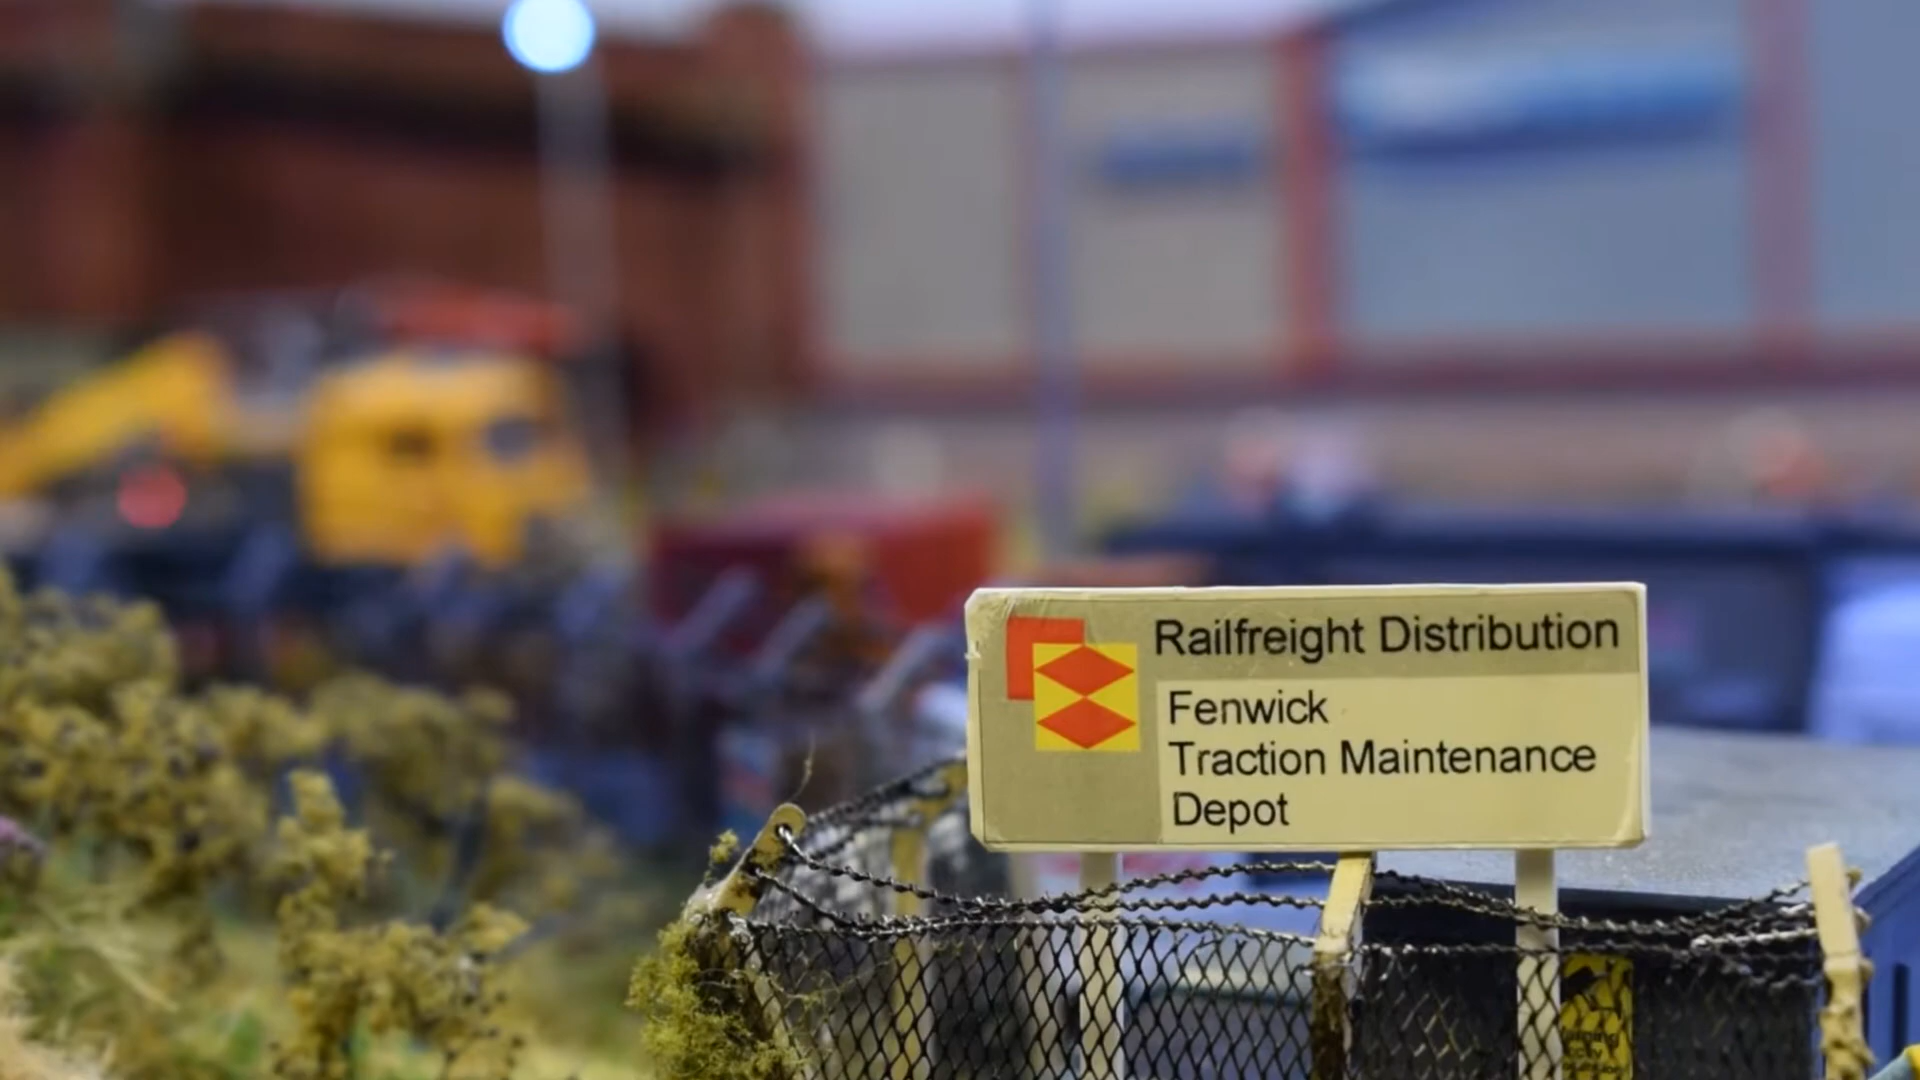 Railfreight Distribution
Fenwick
Traction Maintenance
Depot